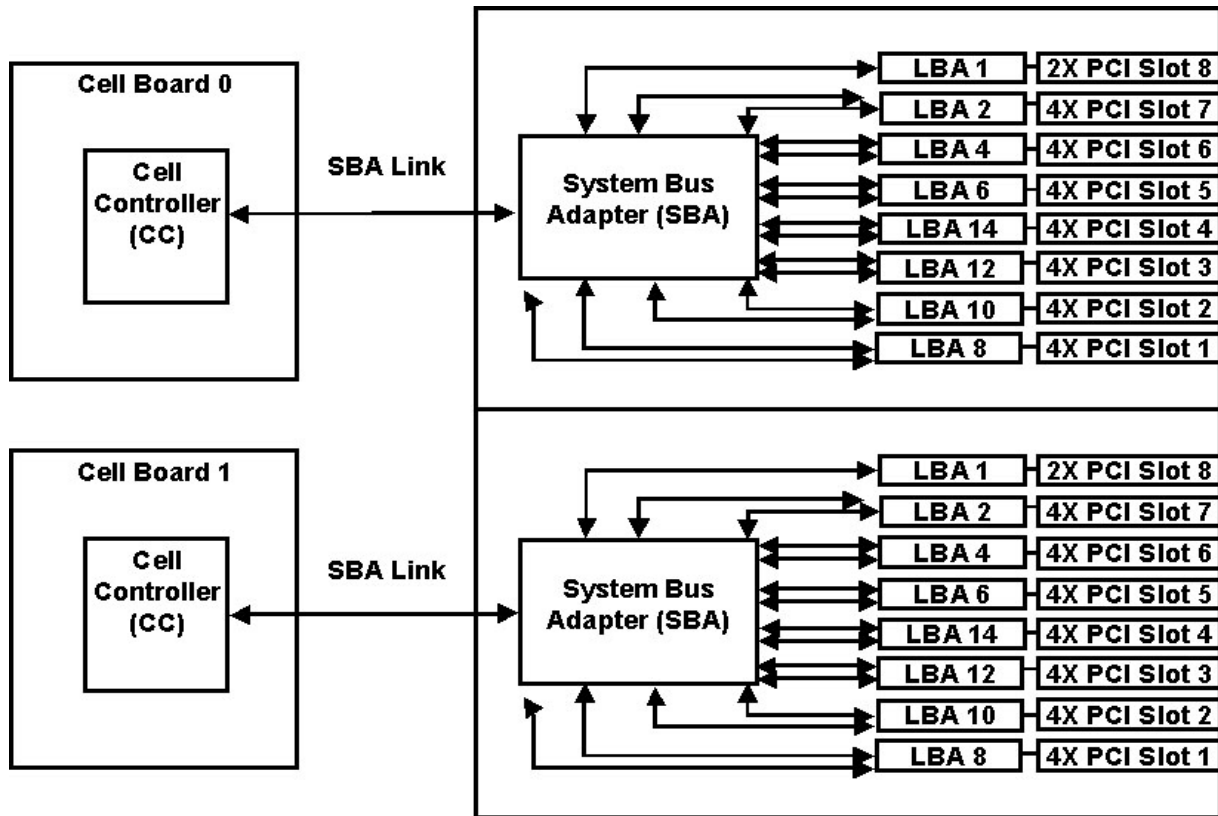 Cell Board 0
Cell
Controller
(CC)
SBA Link
System Bus
Adapter (SBA)
LBA 1 2X PCI Slot 8
LBA 2 4X PCI Slot 7
LBA 4 4X PCI Slot 6
LBA 6 4X PCI Slot 5
LBA 14 4X PCI Slot 4
LBA 12 4X PCI Slot 3
LBA 10 4X PCI Slot 2
LBA 8 4X PCI Slot 1
Cell Board 1
Cell
Controller
(CC)
SBA Link
System Bus
Adapter (SBA)
LBA 1 2X PCI Slot 8
LBA 2 4X PCI Slot 7
LBA 4 4X PCI Slot 6
LBA 6 4X PCI Slot 5
LBA 14 4X PCI Slot 4
LBA 12 4X PCI Slot 3
LBA 10 4X PCI Slot 2
LBA 8 4X PCI Slot 1